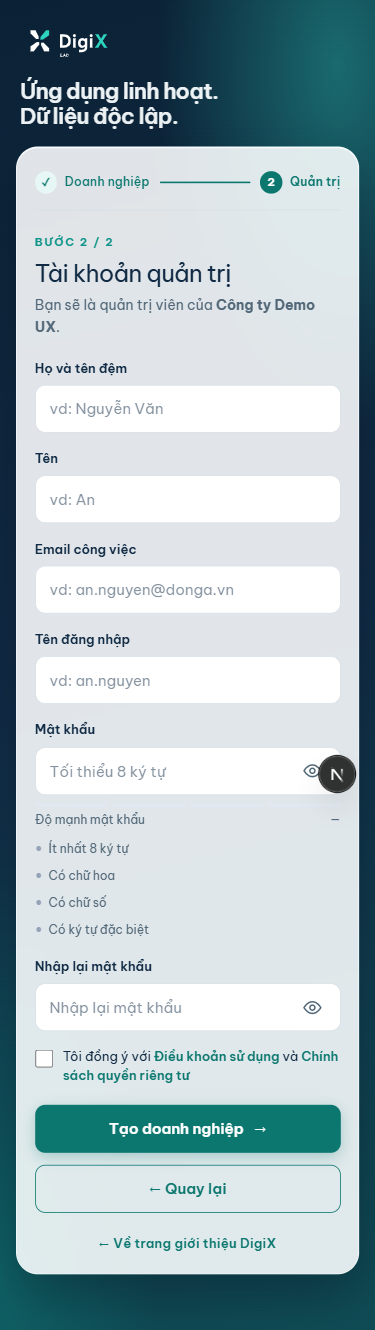 DigiX
LAO
Ứng dụng linh hoạt.
Dữ liệu độc lập.
✓ Doanh nghiệp 2 Quản trị
BƯỚC 2 / 2
Tài khoản quản trị
Bạn sẽ là quản trị viên của Công ty Demo
UX.
Họ và tên đệm
vd: Nguyễn Văn
Tên
vd: An
Email công việc
vd: an.nguyen@donga.vn
Tên đăng nhập
vd: an.nguyen
Mật khẩu
Tối thiểu 8 ký tự
N
Độ mạnh mật khẩu —
• Ít nhất 8 ký tự
• Có chữ hoa
• Có chữ số
• Có ký tự đặc biệt
Nhập lại mật khẩu
Nhập lại mật khẩu
Tôi đồng ý với Điều khoản sử dụng và Chính
sách quyền riêng tư
Tạo doanh nghiệp →
← Quay lại
← Về trang giới thiệu DigiX